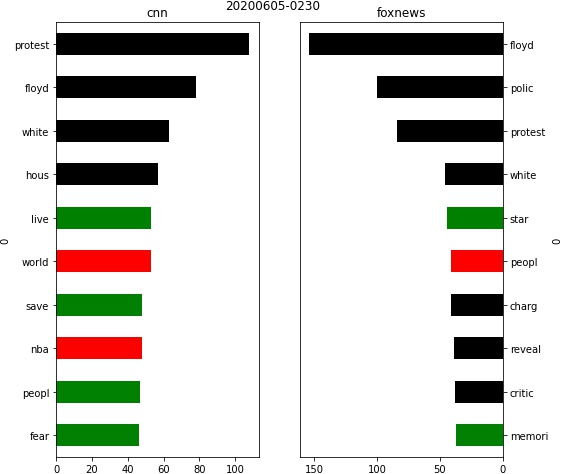 20200605-0230
cnn
foxnews
protest
floyd
white
hous
live
world
save
nba
peopl
fear
0
0 20 40 60 80 100
floyd
polic
protest
white
star
peopl
charg
reveal
critic
memori
0
150 100 50 0